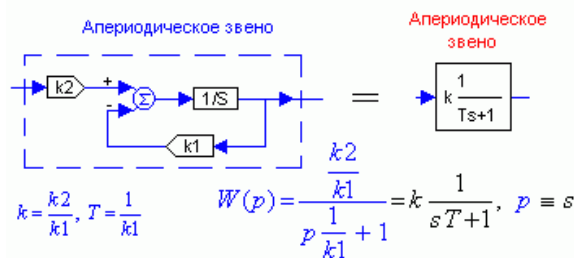 Апериодическое звено
Апериодическое
звено
k2
+
-
Σ
1/S
k1
=
k 1/(Ts+1)
k = k2/k1, T = 1/k1
W(p) = (k2/k1)/(p 1/k1 + 1) = k 1/(sT+1), p ≡ s